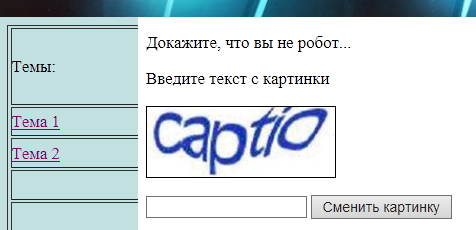 Темы:
Тема 1
Тема 2
Докажите, что вы не робот...
Введите текст с картинки
captio
Сменить картинку